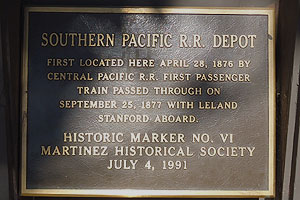 SOUTHERN PACIFIC R.R. DEPOT
FIRST LOCATED HERE APRIL 28, 1876 BY
CENTRAL PACIFIC R.R. FIRST PASSENGER
TRAIN PASSED THROUGH ON
SEPTEMBER 25, 1877 WITH LELAND
STANFORD ABOARD.
HISTORIC MARKER NO. VI
MARTINEZ HISTORICAL SOCIETY
JULY 4, 1991